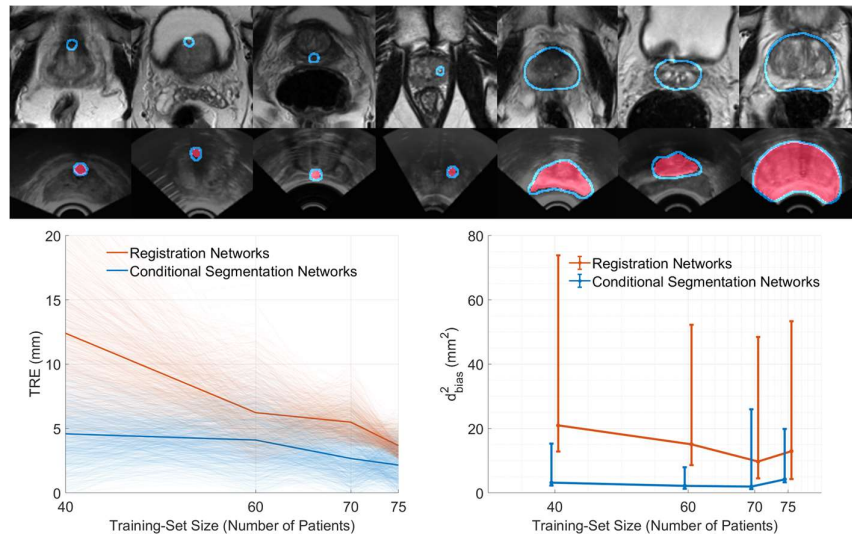 20
15
10
5
0
TRE (mm)
Registration Networks
Conditional Segmentation Networks
40
60
70
75
Training-Set Size (Number of Patients)
80
60
40
20
0
d²bias (mm²)
Registration Networks
Conditional Segmentation Networks
40
60
70
75
Training-Set Size (Number of Patients)